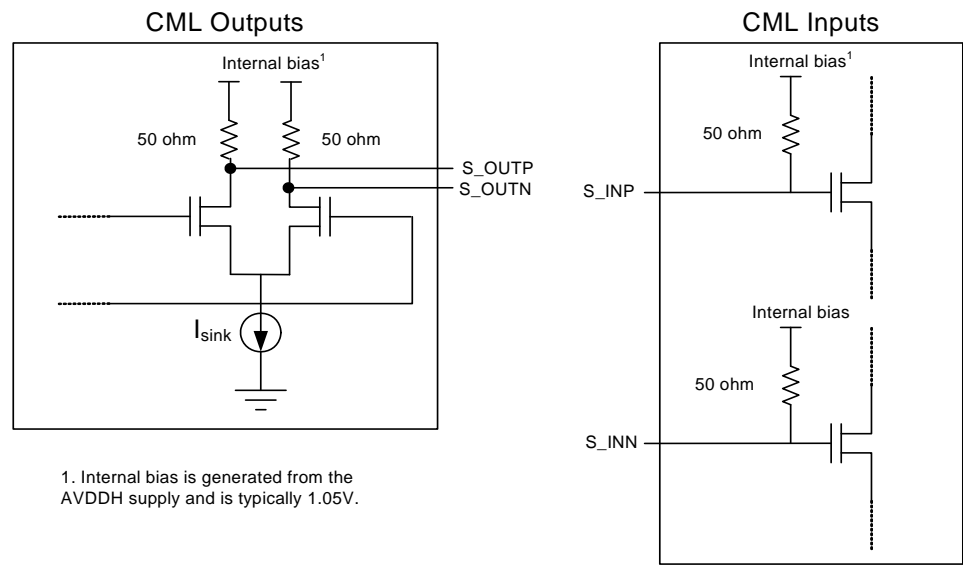 CML Outputs
Internal bias¹
50 ohm
50 ohm
S_OUTP
S_OUTN
Isink
1. Internal bias is generated from the
AVDDH supply and is typically 1.05V.
CML Inputs
Internal bias¹
50 ohm
S_INP
Internal bias
50 ohm
S_INN